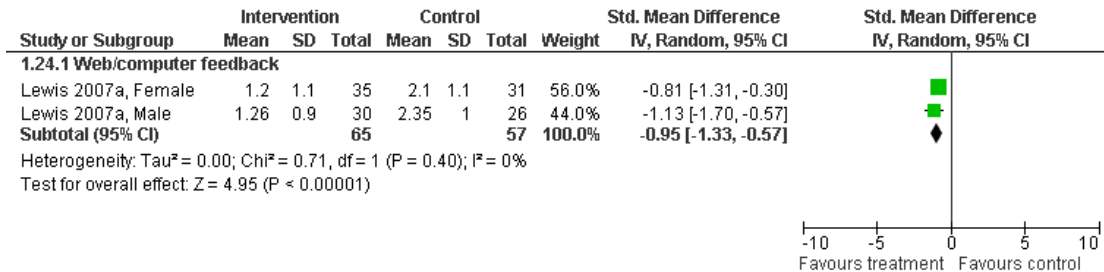 Intervention Control Std. Mean Difference Std. Mean Difference
Study or Subgroup Mean SD Total Mean SD Total Weight IV, Random, 95% CI IV, Random, 95% CI
1.24.1 Web/computer feedback
Lewis 2007a, Female 1.2 1.1 35 2.1 1.1 31 56.0% -0.81 [-1.31, -0.30]
Lewis 2007a, Male 1.26 0.9 30 2.35 1 26 44.0% -1.13 [-1.70, -0.57]
Subtotal (95% CI) 65 57 100.0% -0.95 [-1.33, -0.57]
Heterogeneity: Tau² = 0.00; Chi² = 0.71, df = 1 (P = 0.40); I² = 0%
Test for overall effect: Z = 4.95 (P < 0.00001)
-10 -5 0 5 10
Favours treatment Favours control